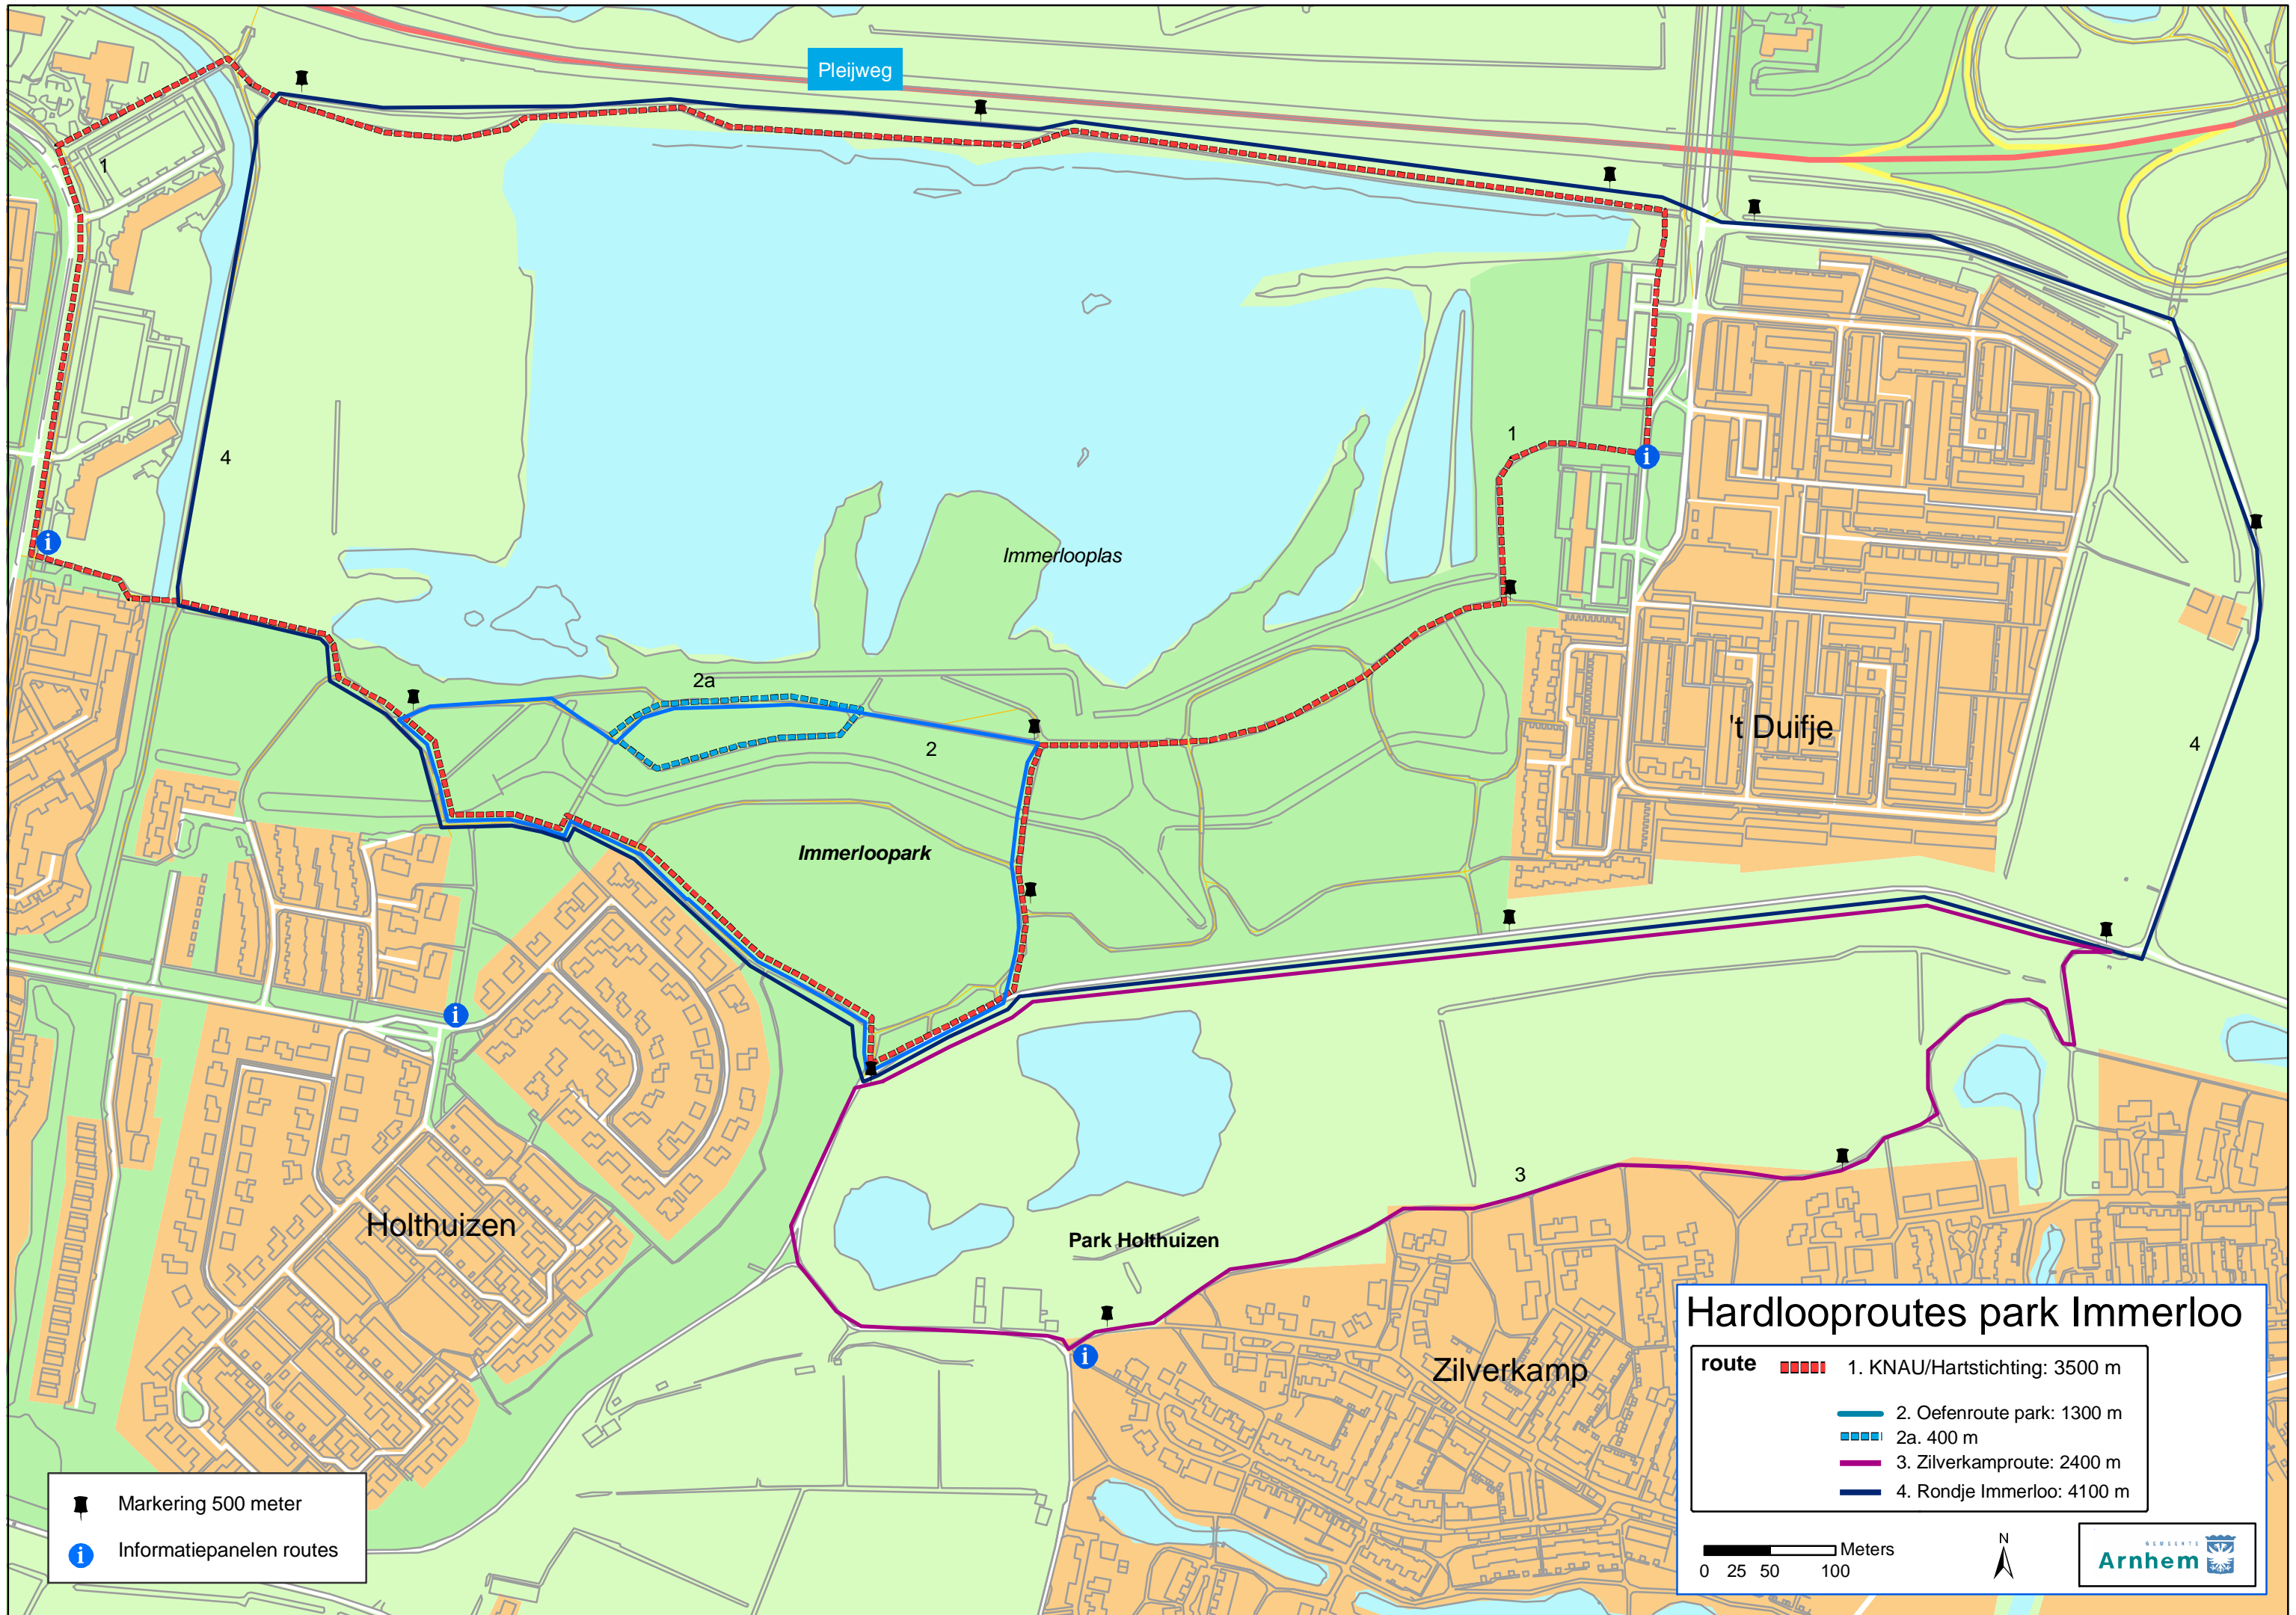 Pleijweg
1
4
1
Immerlooplas
2a
't Duifje
2
4
Immerloopark
3
Holthuizen
Park Holthuizen
Zilverkamp
Hardlooproutes park Immerloo
route
1. KNAU/Hartstichting: 3500 m
2. Oefenroute park: 1300 m
2a. 400 m
3. Zilverkamproute: 2400 m
4. Rondje Immerloo: 4100 m
Markering 500 meter
i Informatiepanelen routes
Meters
0 25 50 100
N
GEMEENTE
Arnhem
i
i
i
i